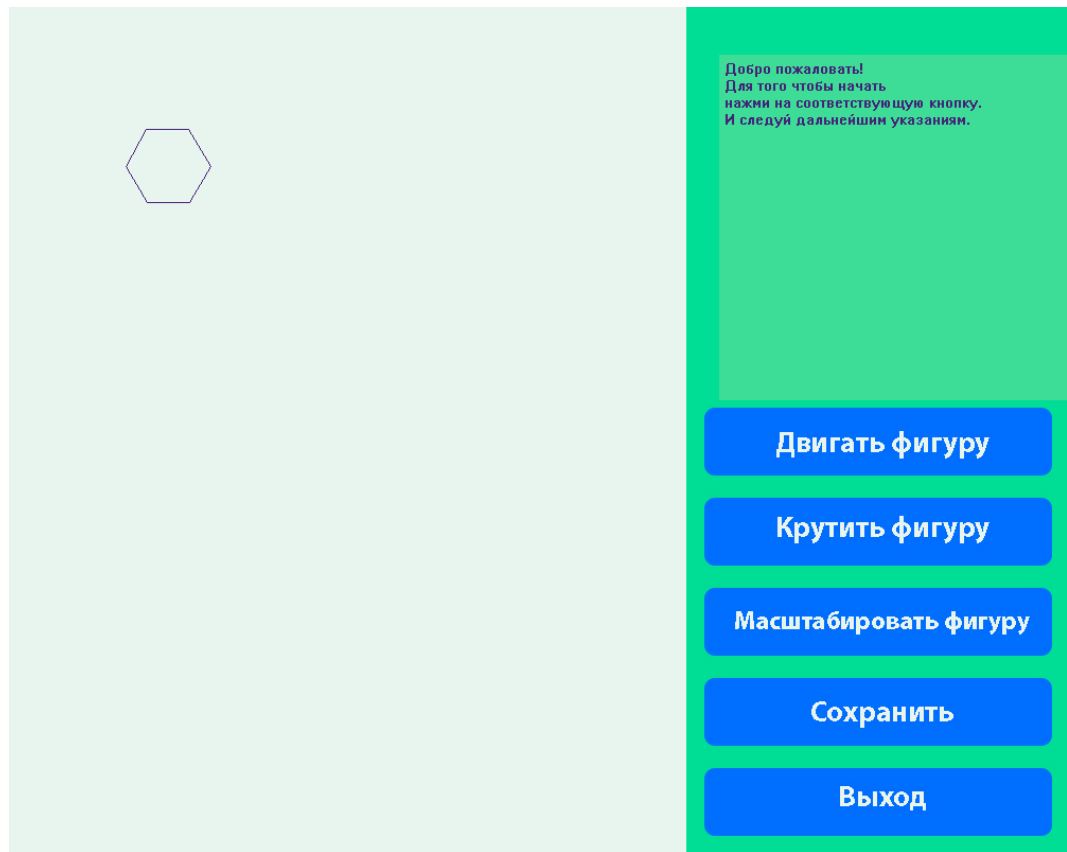 Добро пожаловать!
Для того чтобы начать
нажми на соответствующую кнопку.
И следуй дальнейшим указаниям.
Двигать фигуру
Крутить фигуру
Масштабировать фигуру
Сохранить
Выход